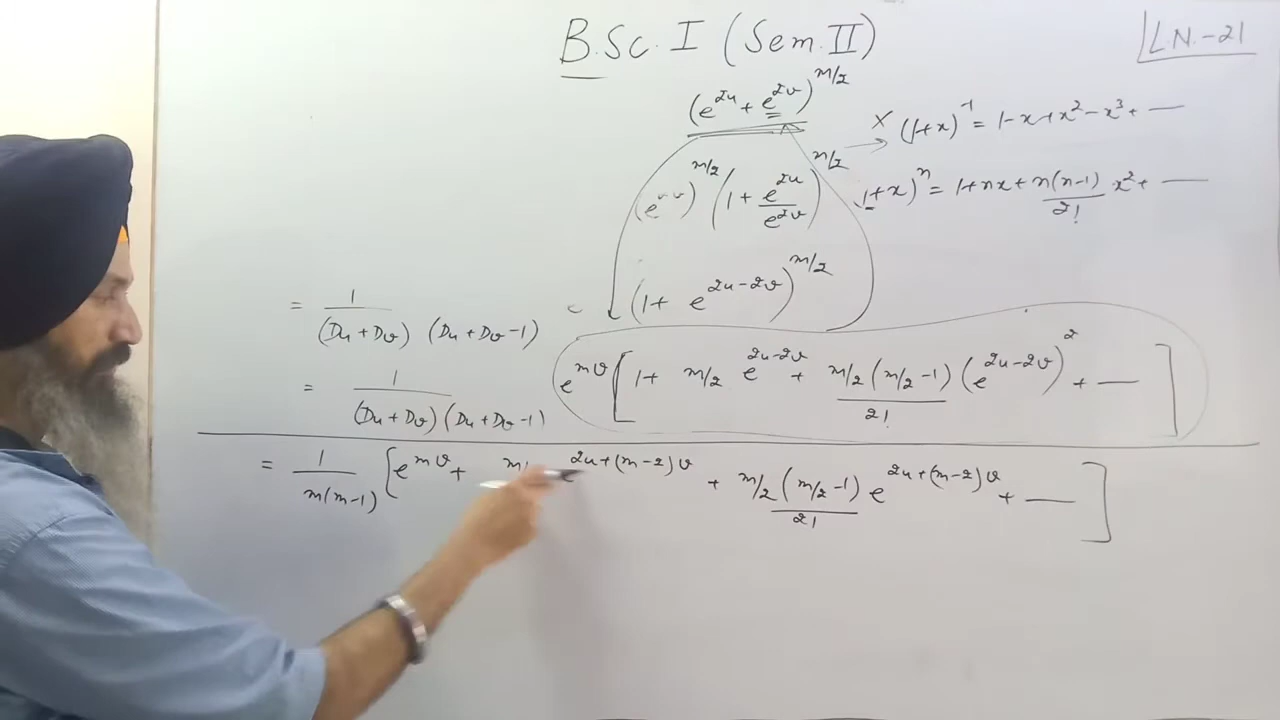 B.Sc. I (Sem. II)
LN.-21
(e^{2u} + e^{2v})^{m/2}
x (1+x)^{-1} = 1-x+x^2-x^3+ —
( )^{m/2} (1 + e^{2u}/e^{2v})^{m/2} →
(1+x)^n = 1+nx+ n(n-1)/2! x^2+ —
(1+ e^{2u-2v})^{m/2}
= 1/((Du+Dv) (Du+Dv-1))
= 1/((Du+Dv)(Du+Dv-1)) e^{mv} [1+ m/2 e^{2u-2v} + m/2 (m/2-1)/2! (e^{2u-2v})^2 + — ]
= 1/(m(m-1)) [e^{mv} + e^{2u+(m-2)v} + m/2 (m/2-1)/2! e^{2u+(m-2)v} + — ]